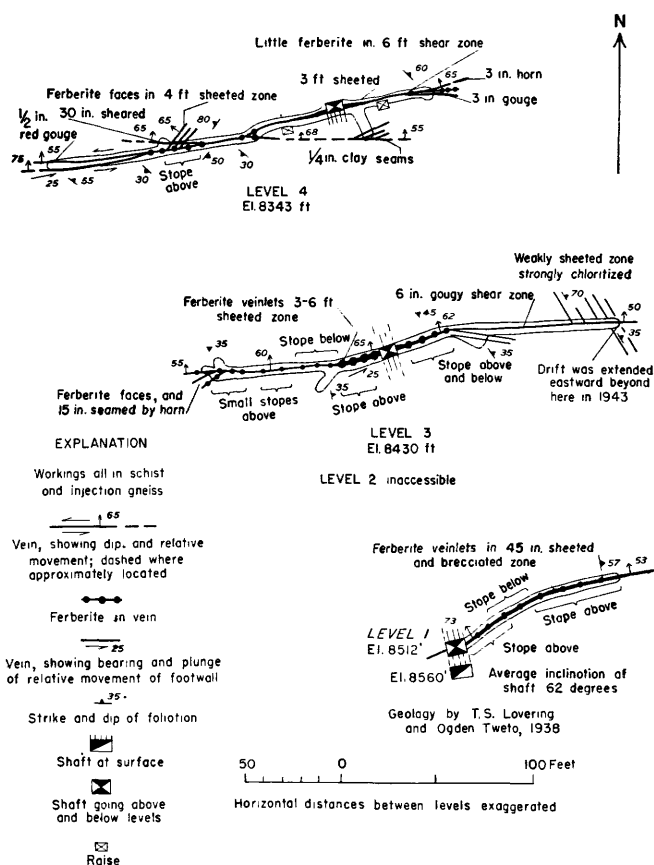 N
Little ferberite in 6 ft shear zone
60
65
3 in. horn
3 in gouge
3 ft sheeted
Ferberite faces in 4 ft sheeted zone
1/2 in. 30 in. sheared
red gouge
65
65
80
75
55
25
55
30
50
30
68
55
Stope
above
1/4 in. clay seams
LEVEL 4
El. 8343 ft
Weakly sheeted zone
strongly chloritized
70
50
35
6 in. gougy shear zone
Ferberite veinlets 3-6 ft
sheeted zone
45
62
Stope below
65
60
35
55
35
25
35
Stope above
and below
Drift was extended
eastward beyond
here in 1943
Ferberite faces, and
15 in. seamed by horn
Small stopes
above
Stope above
LEVEL 3
El. 8430 ft
LEVEL 2 inaccessible
EXPLANATION
Workings all in schist
and injection gneiss
65
Vein, showing dip, and relative
movement; dashed where
approximately located
Ferberite in vein
25
Vein, showing bearing and plunge
of relative movement of footwall
35
Strike and dip of foliation
Shaft at surface
Shaft going above
and below levels
Raise
Ferberite veinlets in 45 in. sheeted
and brecciated zone
57
53
Stope below
73
Stope above
LEVEL 1
El. 8512'
Stope above
El. 8560'
Average inclination of
shaft 62 degrees
Geology by T.S. Lovering
and Ogden Tweto, 1938
50 0 100 Feet
Horizontal distances between levels exaggerated